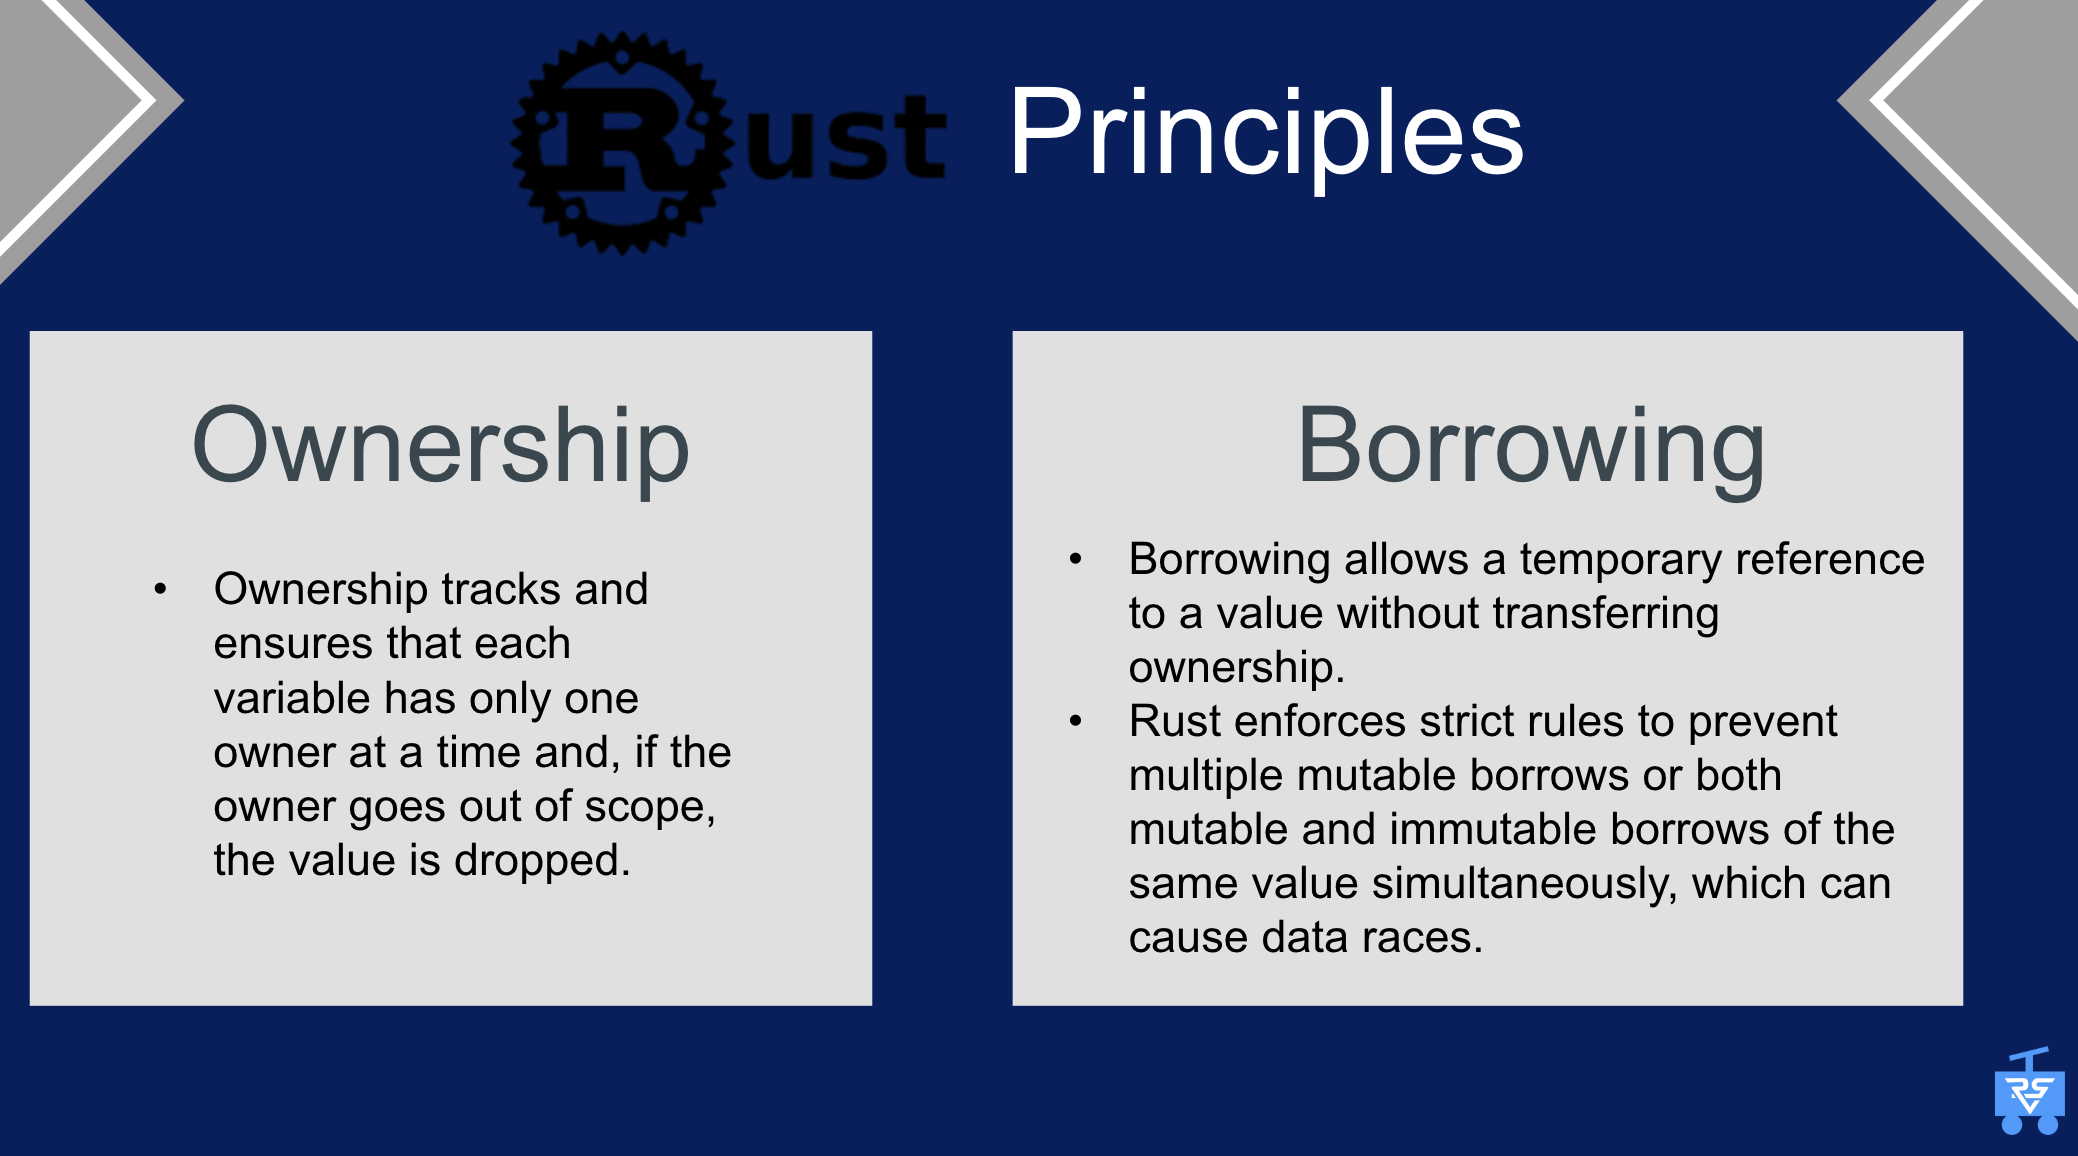 Rust Principles
Ownership
• Ownership tracks and
ensures that each
variable has only one
owner at a time and, if the
owner goes out of scope,
the value is dropped.
Borrowing
• Borrowing allows a temporary reference
to a value without transferring
ownership.
• Rust enforces strict rules to prevent
multiple mutable borrows or both
mutable and immutable borrows of the
same value simultaneously, which can
cause data races.